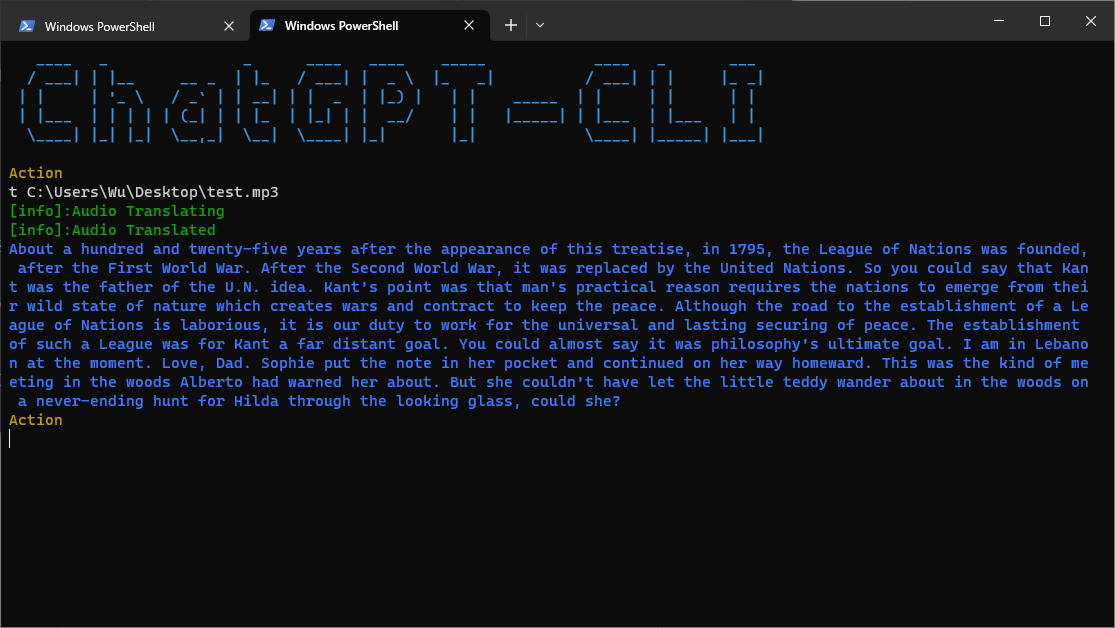 Windows PowerShell
Windows PowerShell
ChatGPT-CLI
Action
t C:\Users\Wu\Desktop\test.mp3
[info]:Audio Translating
[info]:Audio Translated
About a hundred and twenty-five years after the appearance of this treatise, in 1795, the League of Nations was founded,
after the First World War. After the Second World War, it was replaced by the United Nations. So you could say that Kan
t was the father of the U.N. idea. Kant's point was that man's practical reason requires the nations to emerge from thei
r wild state of nature which creates wars and contract to keep the peace. Although the road to the establishment of a Le
ague of Nations is laborious, it is our duty to work for the universal and lasting securing of peace. The establishment
of such a League was for Kant a far distant goal. You could almost say it was philosophy's ultimate goal. I am in Lebano
n at the moment. Love, Dad. Sophie put the note in her pocket and continued on her way homeward. This was the kind of me
eting in the woods Alberto had warned her about. But she couldn't have let the little teddy wander about in the woods on
a never-ending hunt for Hilda through the looking glass, could she?
Action